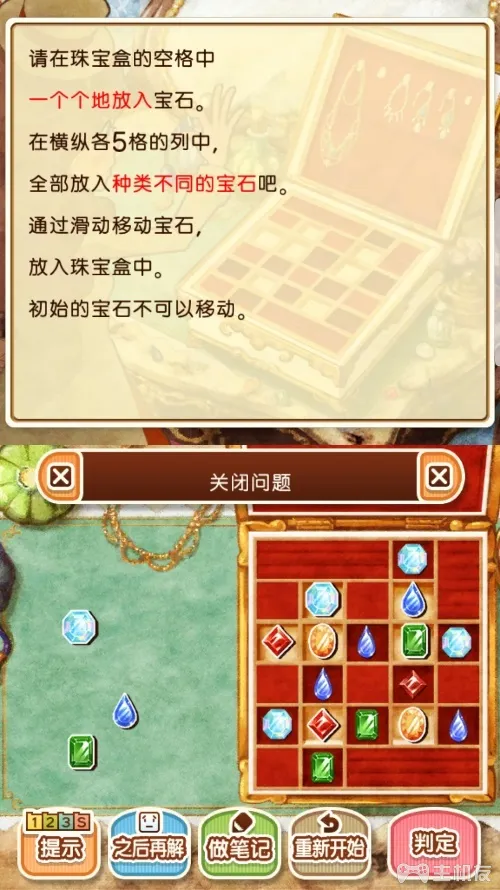 请在珠宝盒的空格中
一个个地放入宝石。
在横纵各5格的列中，
全部放入种类不同的宝石吧。
通过滑动移动宝石，
放入珠宝盒中。
初始的宝石不可以移动。
关闭问题
123S
提示
之后再解
做笔记
重新开始
判定
手机友